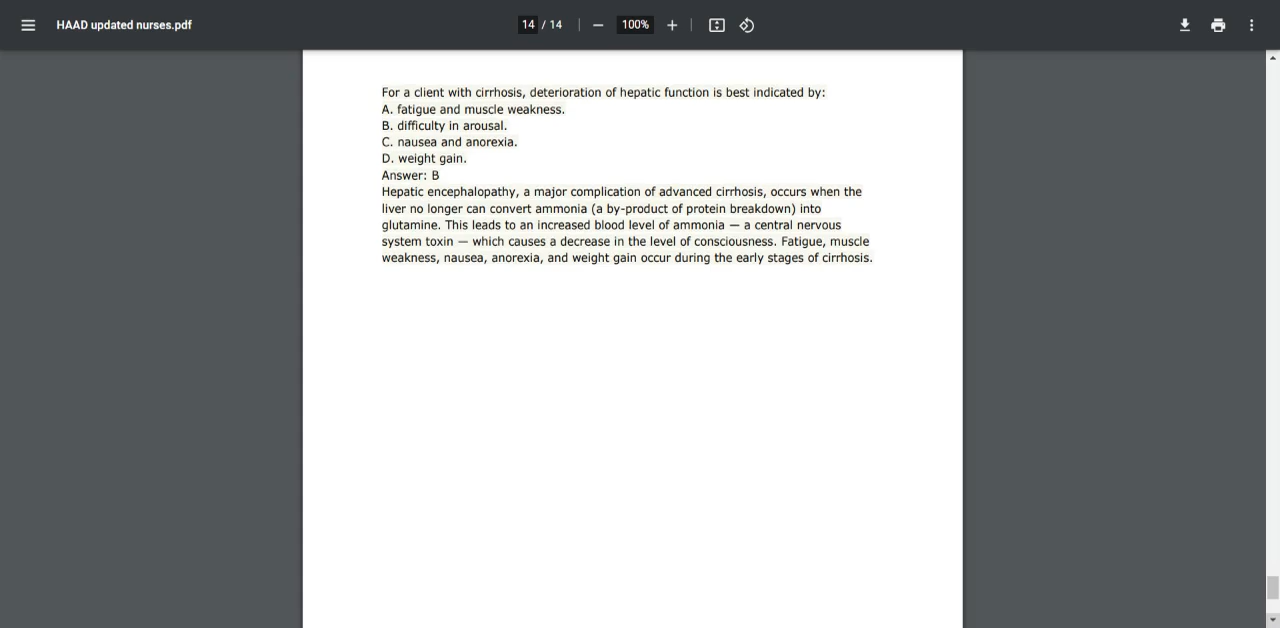 HAAD updated nurses.pdf
14 / 14
100%
For a client with cirrhosis, deterioration of hepatic function is best indicated by:
A. fatigue and muscle weakness.
B. difficulty in arousal.
C. nausea and anorexia.
D. weight gain.
Answer: B
Hepatic encephalopathy, a major complication of advanced cirrhosis, occurs when the
liver no longer can convert ammonia (a by-product of protein breakdown) into
glutamine. This leads to an increased blood level of ammonia — a central nervous
system toxin — which causes a decrease in the level of consciousness. Fatigue, muscle
weakness, nausea, anorexia, and weight gain occur during the early stages of cirrhosis.